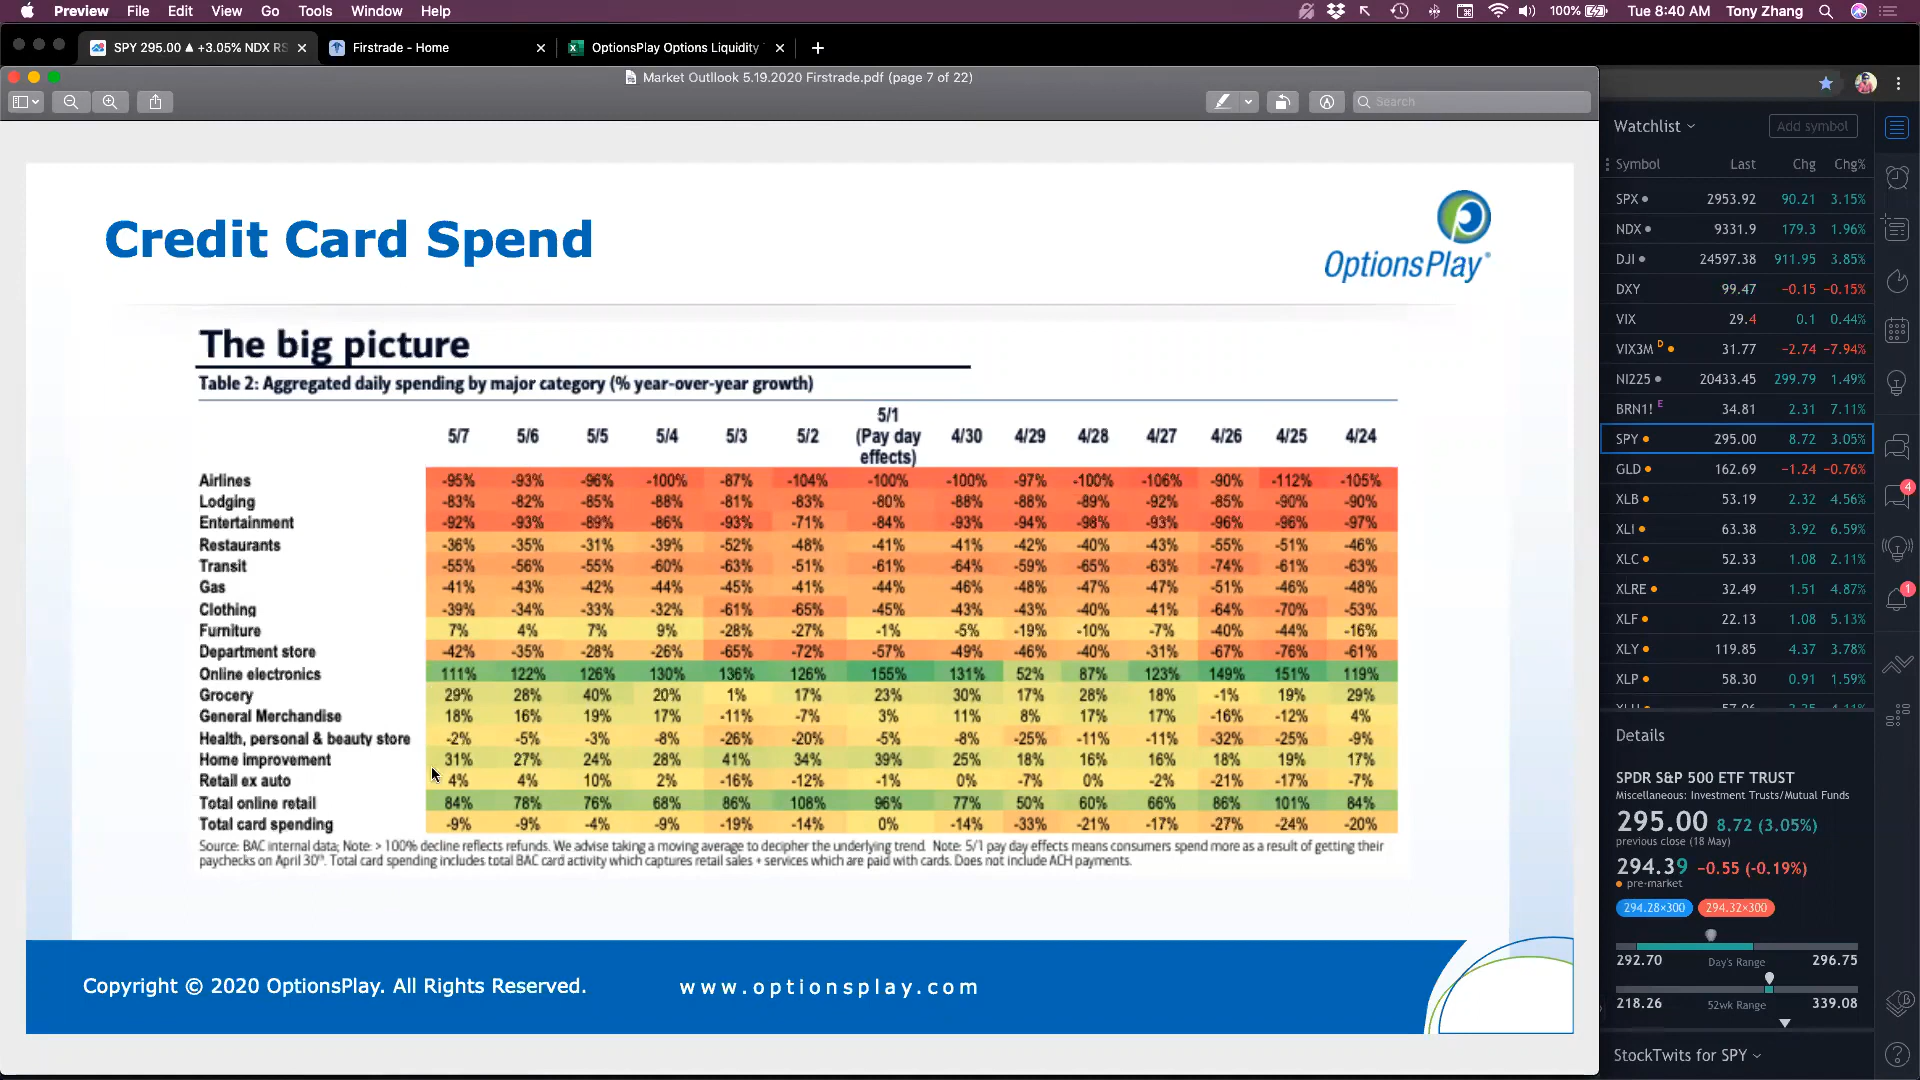 Preview File Edit View Go Tools Window Help 100% Tue 8:40 AM Tony Zhang
SPY 295.00 ▲ +3.05% NDX RS Firstrade - Home OptionsPlay Options Liquidity
Market Outllook 5.19.2020 Firstrade.pdf (page 7 of 22)
Search
Credit Card Spend
OptionsPlay
The big picture
Table 2: Aggregated daily spending by major category (% year-over-year growth)
5/7 5/6 5/5 5/4 5/3 5/2 5/1 (Pay day effects) 4/30 4/29 4/28 4/27 4/26 4/25 4/24
Airlines -95% -93% -96% -100% -87% -104% -100% -100% -97% -100% -106% -90% -112% -105%
Lodging -83% -82% -85% -88% -81% -83% -80% -88% -88% -89% -92% -85% -90% -90%
Entertainment -92% -93% -89% -86% -93% -71% -84% -93% -94% -98% -93% -96% -96% -97%
Restaurants -36% -35% -31% -39% -52% -48% -41% -41% -42% -40% -43% -55% -51% -46%
Transit -55% -56% -55% -60% -63% -51% -61% -64% -59% -65% -63% -74% -61% -63%
Gas -41% -43% -42% -44% -45% -41% -44% -46% -48% -47% -47% -51% -46% -48%
Clothing -39% -34% -33% -32% -61% -65% -45% -43% -43% -40% -41% -64% -70% -53%
Furniture 7% 4% 7% 9% -28% -27% -1% -5% -19% -10% -7% -40% -44% -16%
Department store -42% -35% -28% -26% -65% -72% -57% -49% -46% -40% -31% -67% -76% -61%
Online electronics 111% 122% 126% 130% 136% 126% 155% 131% 52% 87% 123% 149% 151% 119%
Grocery 29% 28% 40% 20% 1% 17% 23% 30% 17% 28% 18% -1% 19% 29%
General Merchandise 18% 16% 19% 17% -11% -7% 3% 11% 8% 17% 17% -16% -12% 4%
Health, personal & beauty store -2% -5% -3% -8% -26% -20% -5% -8% -25% -11% -11% -32% -25% -9%
Home improvement 31% 27% 24% 28% 41% 34% 39% 25% 18% 16% 16% 18% 19% 17%
Retail ex auto 4% 4% 10% 2% -16% -12% -1% 0% -7% 0% -2% -21% -17% -7%
Total online retail 84% 78% 76% 68% 86% 108% 96% 77% 50% 60% 66% 86% 101% 84%
Total card spending -9% -9% -4% -9% -19% -14% 0% -14% -33% -21% -17% -27% -24% -20%
Source: BAC internal data; Note: > 100% decline reflects refunds. We advise taking a moving average to decipher the underlying trend. Note: 5/1 pay day effects means consumers spend more as a result of getting their
paychecks on April 30th. Total card spending includes total BAC card activity which captures retail sales + services which are paid with cards. Does not include ACH payments.
Copyright © 2020 OptionsPlay. All Rights Reserved. www.optionsplay.com
Watchlist Add symbol
Symbol Last Chg Chg%
SPX 2953.92 90.21 3.15%
NDX 9331.9 179.3 1.96%
DJI 24597.38 911.95 3.85%
DXY 99.47 −0.15 −0.15%
VIX 29.4 0.1 0.44%
VIX3M D 31.77 −2.74 −7.94%
NI225 20433.45 299.79 1.49%
BRN1! E 34.81 2.31 7.11%
SPY 295.00 8.72 3.05%
GLD 162.69 −1.24 −0.76%
XLB 53.19 2.32 4.56%
XLI 63.38 3.92 6.59%
XLC 52.33 1.08 2.11%
XLRE 32.49 1.51 4.87%
XLF 22.13 1.08 5.13%
XLY 119.85 4.37 3.78%
XLP 58.30 0.91 1.59%
Details
SPDR S&P 500 ETF TRUST
Miscellaneous: Investment Trusts/Mutual Funds
295.00 8.72 (3.05%)
previous close (18 May)
294.39 −0.55 (−0.19%)
pre-market
294.28×300 294.32×300
292.70 Day's Range 296.75
218.26 52wk Range 339.08
StockTwits for SPY
4
1